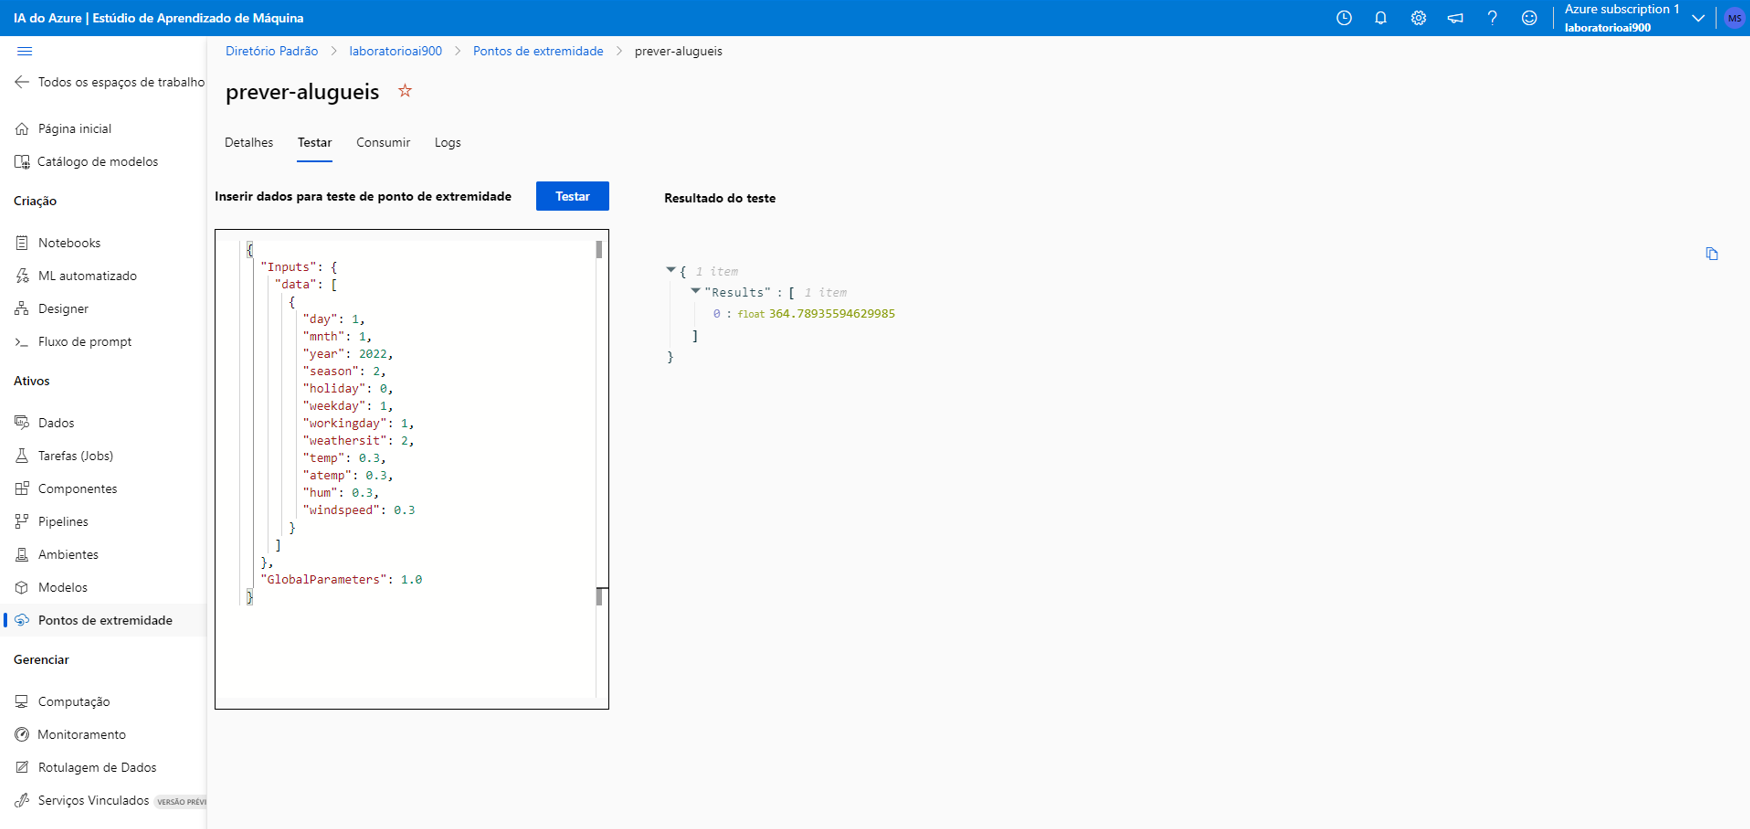 IA do Azure | Estúdio de Aprendizado de Máquina
Azure subscription 1
laboratorioai900
MS
Todos os espaços de trabalho
Página inicial
Catálogo de modelos
Criação
Notebooks
ML automatizado
Designer
Fluxo de prompt
Ativos
Dados
Tarefas (Jobs)
Componentes
Pipelines
Ambientes
Modelos
Pontos de extremidade
Gerenciar
Computação
Monitoramento
Rotulagem de Dados
Serviços Vinculados VERSÃO PRÉVI
Diretório Padrão > laboratorioai900 > Pontos de extremidade > prever-alugueis
prever-alugueis
Detalhes Testar Consumir Logs
Inserir dados para teste de ponto de extremidade
Testar
{
"Inputs": {
"data": [
{
"day": 1,
"mnth": 1,
"year": 2022,
"season": 2,
"holiday": 0,
"weekday": 1,
"workingday": 1,
"weathersit": 2,
"temp": 0.3,
"atemp": 0.3,
"hum": 0.3,
"windspeed": 0.3
}
]
},
"GlobalParameters": 1.0
}
Resultado do teste
{ 1 item
"Results" : [ 1 item
0 : float 364.78935594629985
]
}